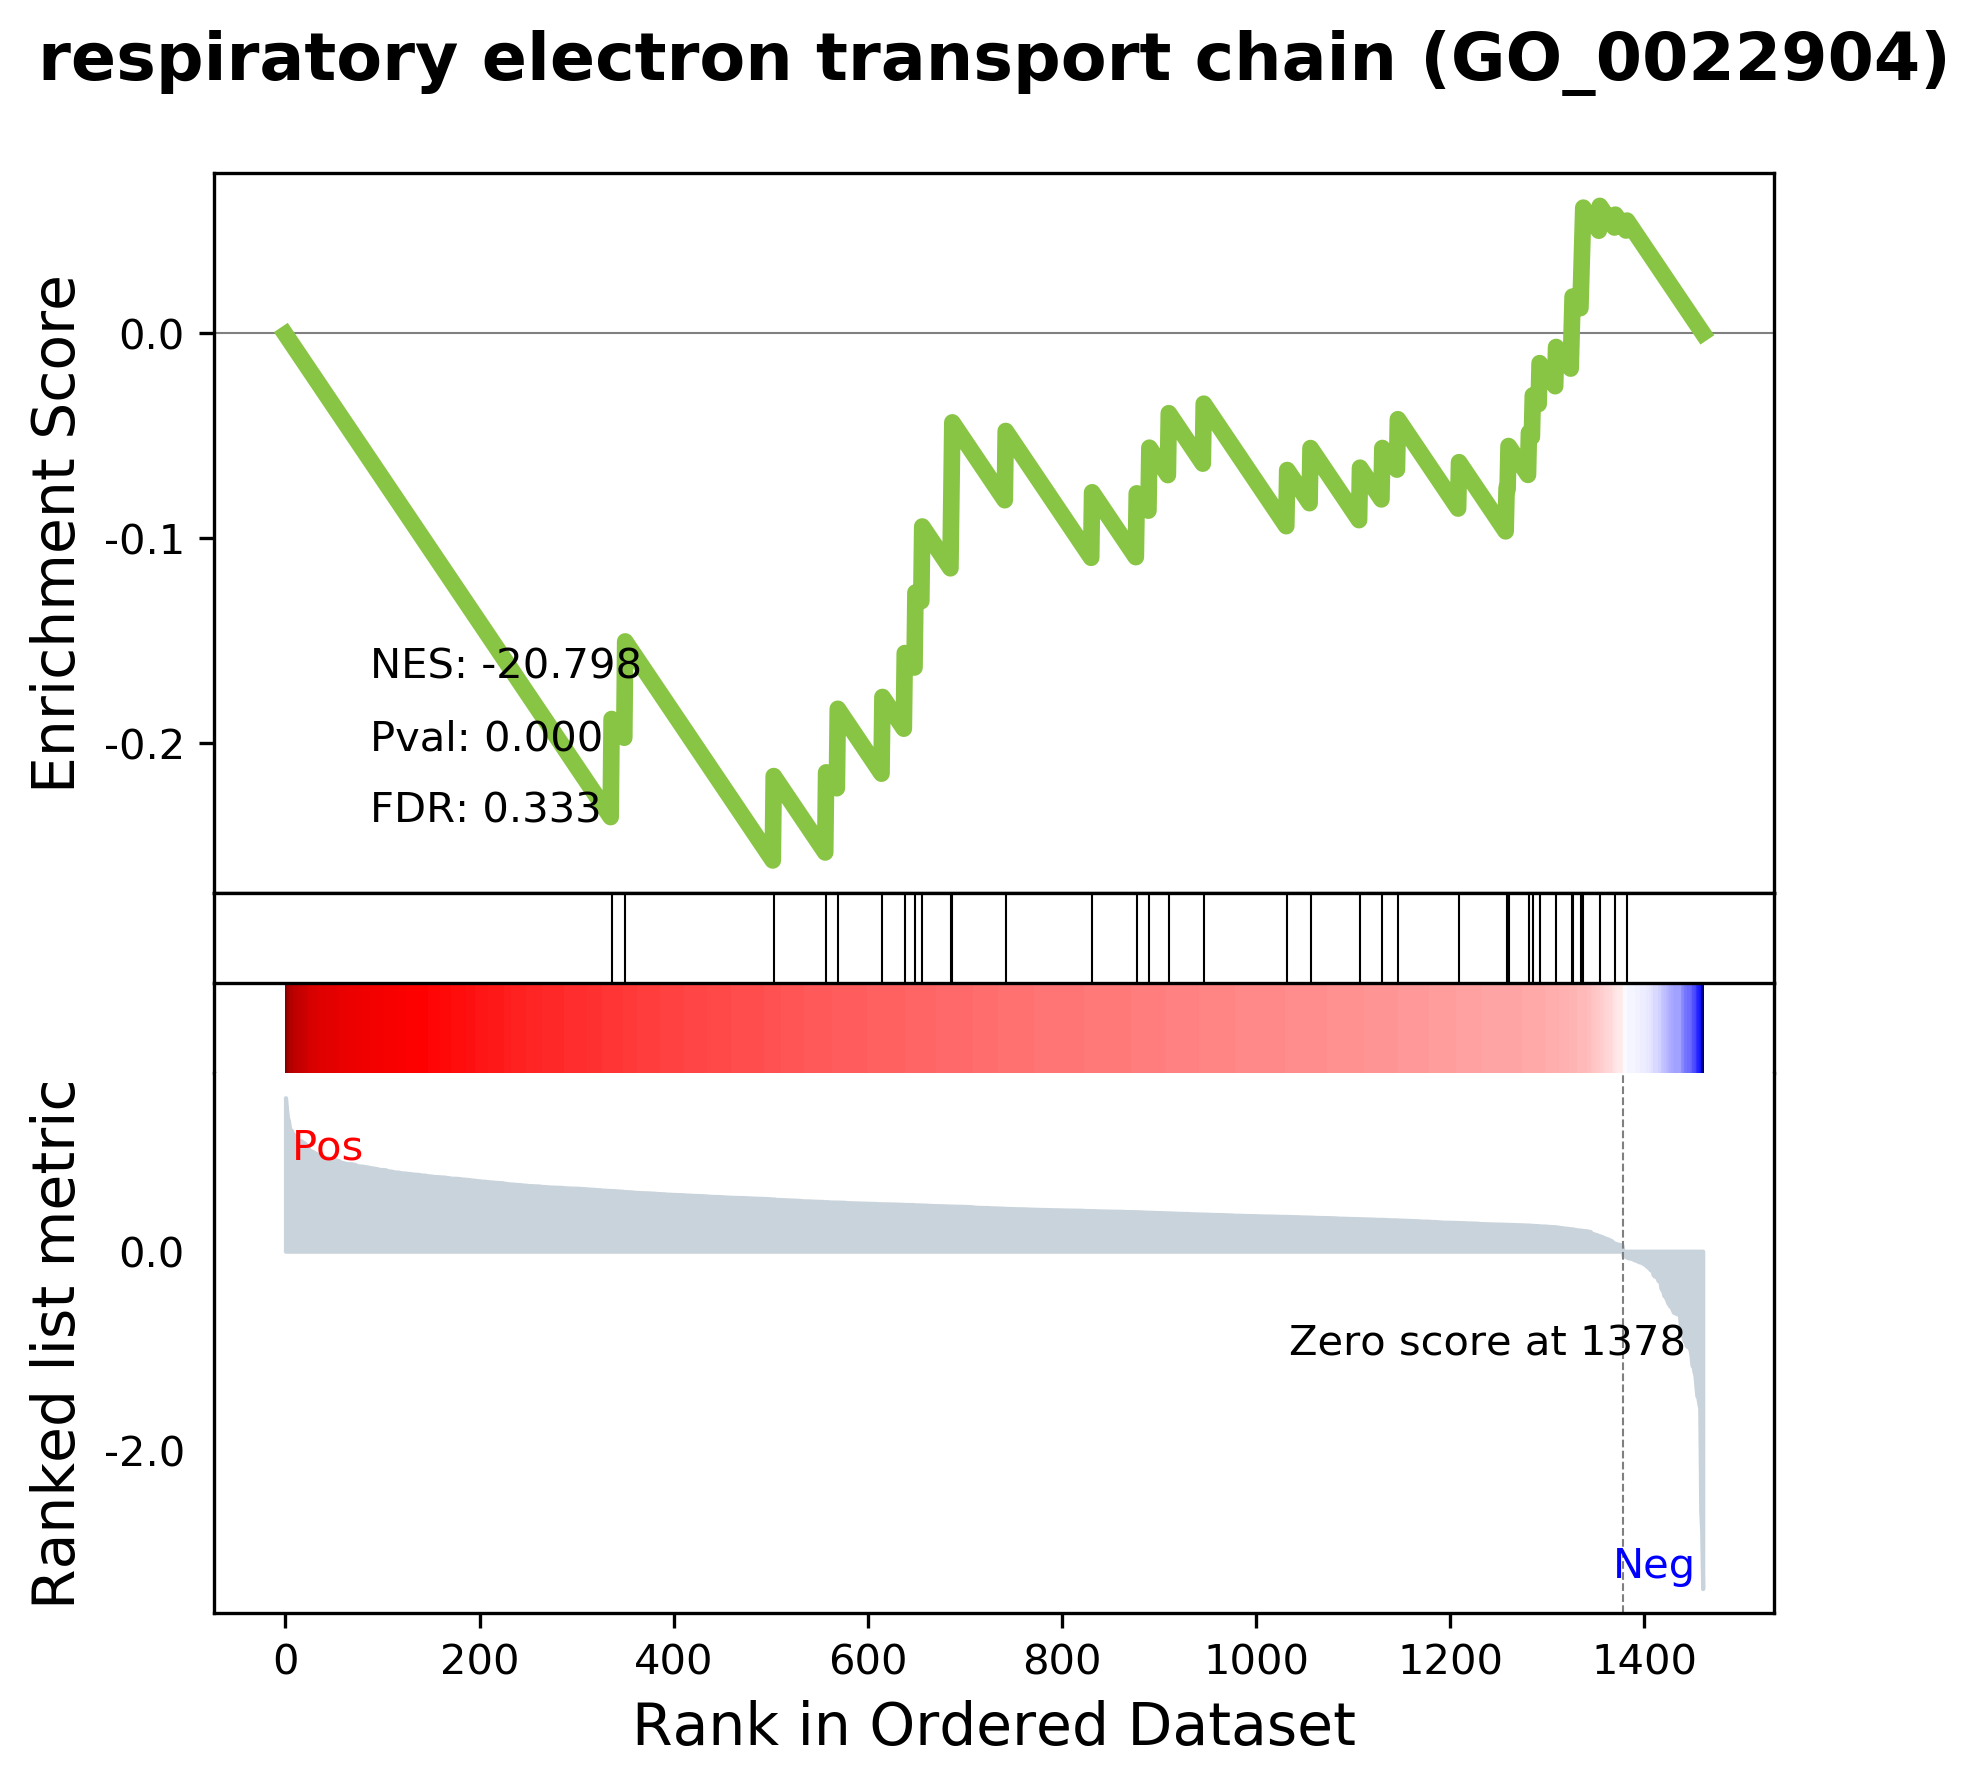 respiratory electron transport chain (GO_0022904)
Enrichment Score
0.0
-0.1
-0.2
NES: -20.798
Pval: 0.000
FDR: 0.333
Ranked list metric
0.0
-2.0
Pos
Zero score at 1378
Neg
0 200 400 600 800 1000 1200 1400
Rank in Ordered Dataset